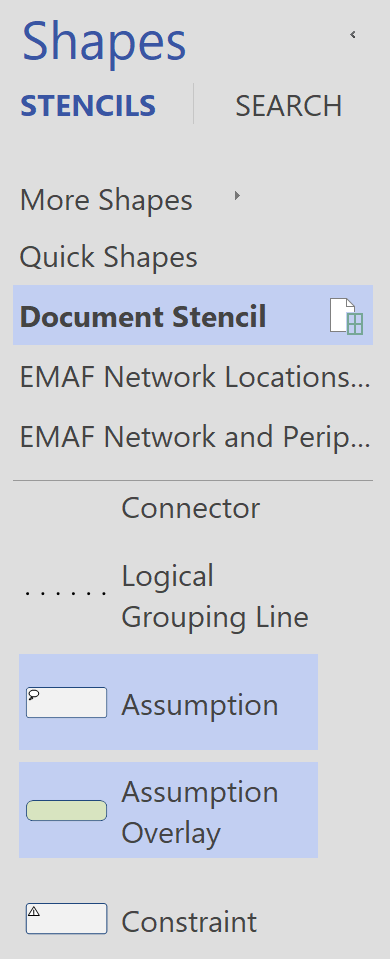 Shapes
STENCILS SEARCH
More Shapes
Quick Shapes
Document Stencil
EMAF Network Locations...
EMAF Network and Perip...
Connector
Logical
Grouping Line
Assumption
Assumption
Overlay
Constraint